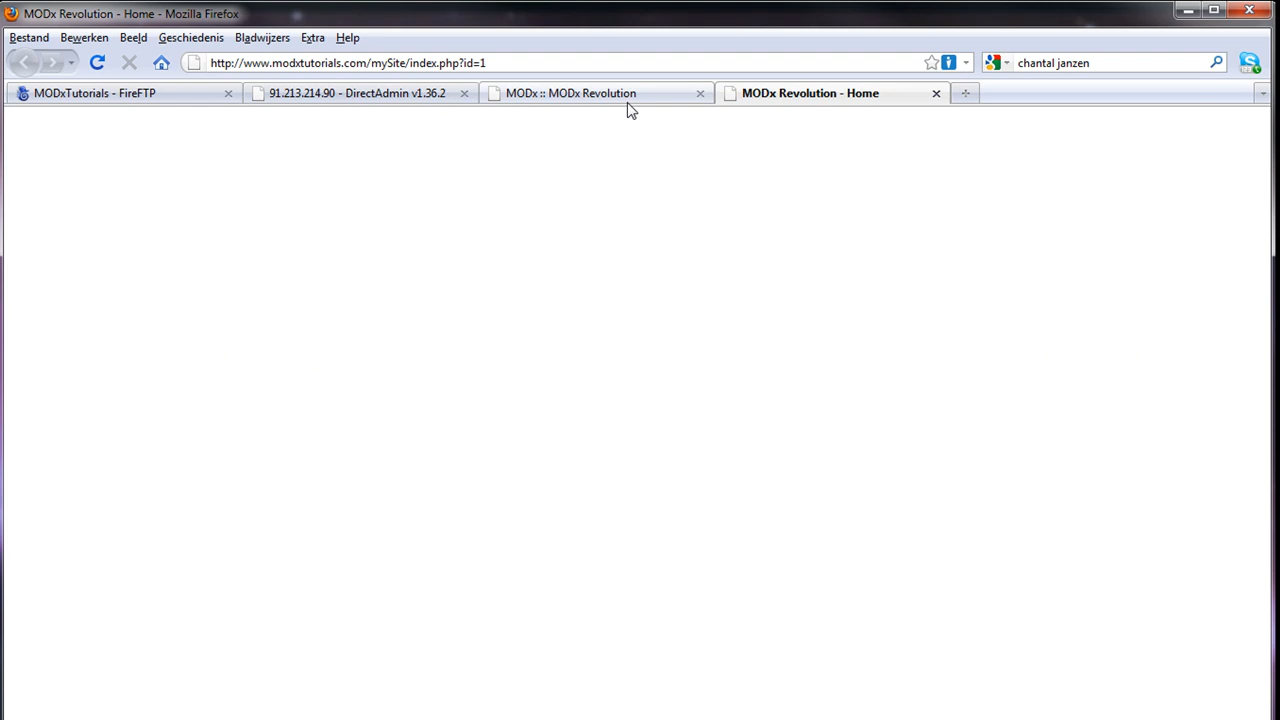 MODx Revolution - Home - Mozilla Firefox
Bestand Bewerken Beeld Geschiedenis Bladwijzers Extra Help
http://www.modxtutorials.com/mySite/index.php?id=1 chantal janzen
MODxTutorials - FireFTP 91.213.214.90 - DirectAdmin v1.36.2 MODx :: MODx Revolution MODx Revolution - Home